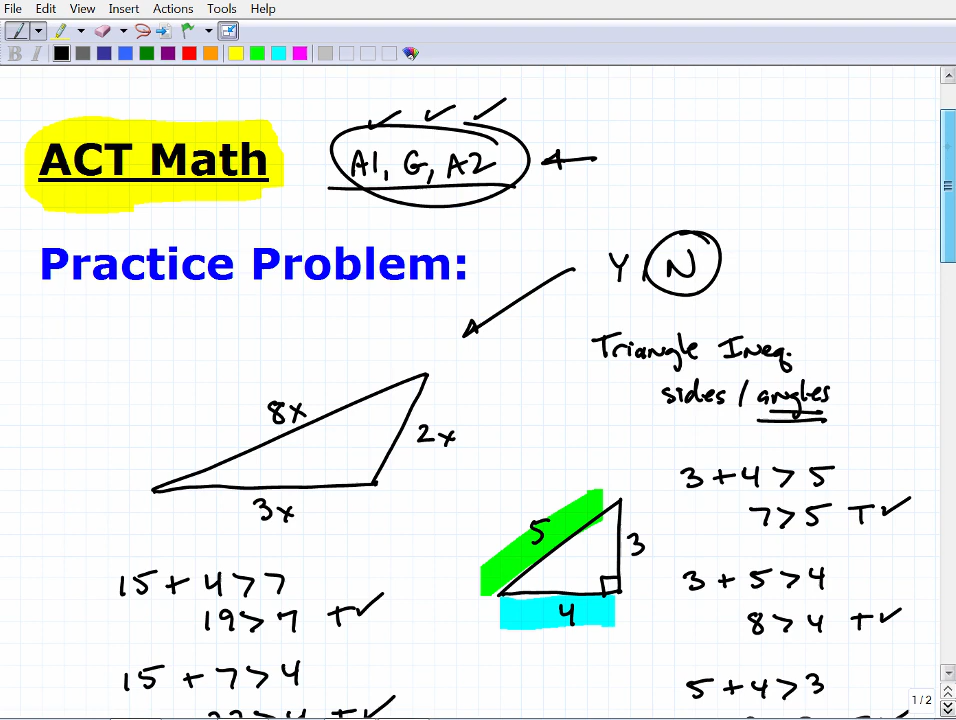 File Edit View Insert Actions Tools Help
B I
ACT Math
A1, G, A2
Practice Problem:
Y N
Triangle Ineq.
sides / angles
8x
2x
3x
5
3
4
3 + 4 > 5
7 > 5 T✓
3 + 5 > 4
8 > 4 T✓
5 + 4 > 3
15 + 4 > 7
19 > 7 T✓
15 + 7 > 4
1 / 2